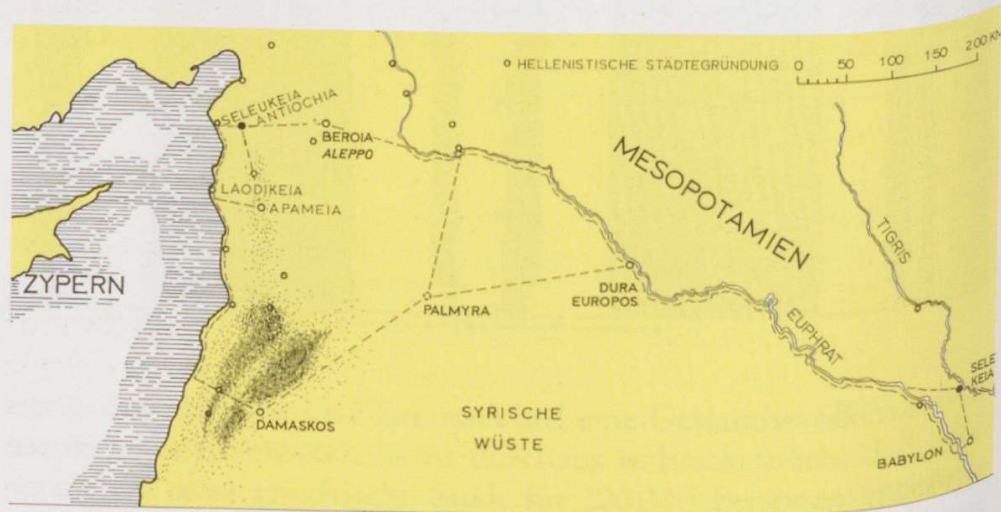 HELLENISTISCHE STÄDTEGRÜNDUNG
0 50 100 150 200 KM
SELEUKEIA
ANTIOCHIA
BEROIA
ALEPPO
MESOPOTAMIEN
LAODIKEIA
APAMEIA
TIGRIS
ZYPERN
PALMYRA
DURA
EUROPOS
EUPHRAT
SELE
KEIA
SYRISCHE
WÜSTE
DAMASKOS
BABYLON